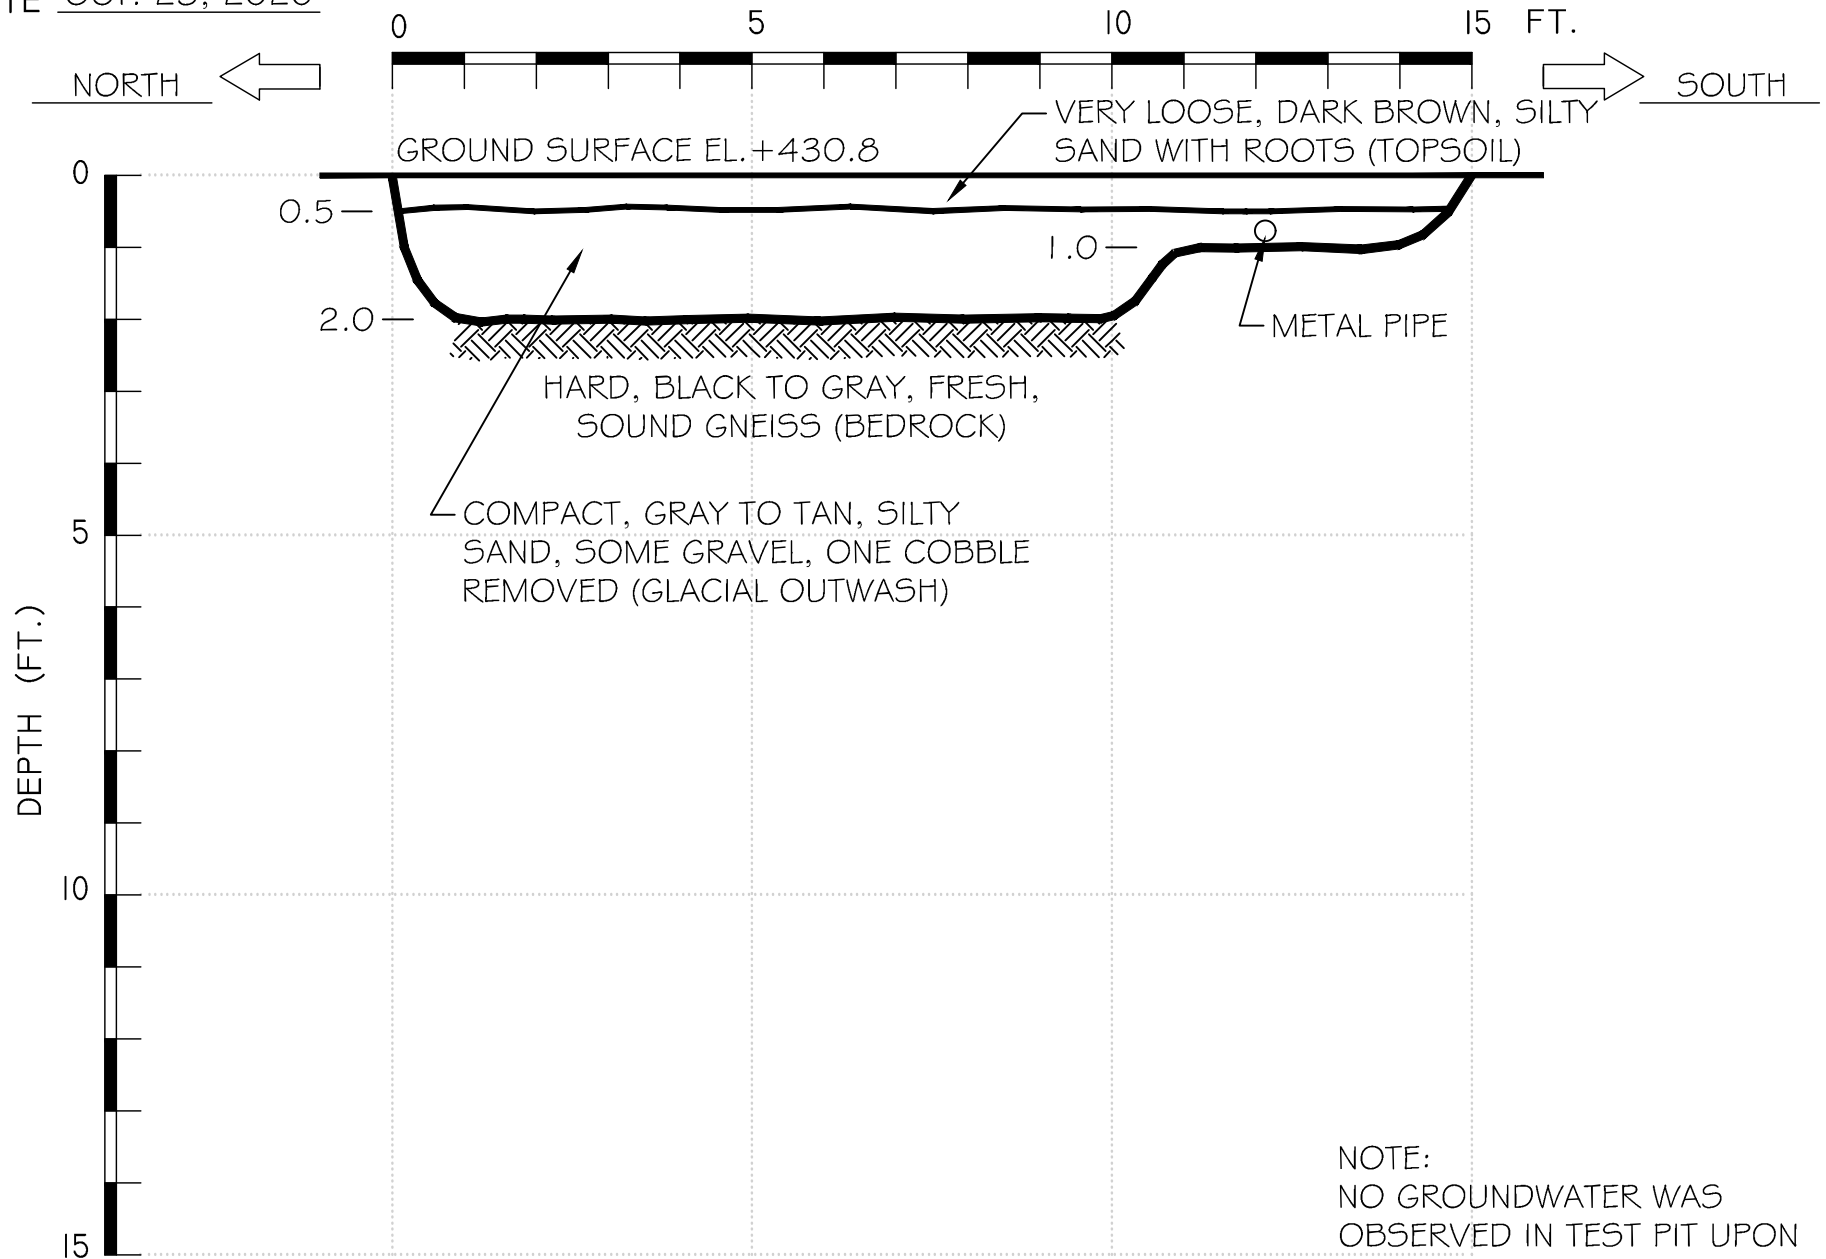 0 5 10 15 FT.
NORTH
SOUTH
VERY LOOSE, DARK BROWN, SILTY
SAND WITH ROOTS (TOPSOIL)
GROUND SURFACE EL.+430.8
0
0.5
1.0
2.0
METAL PIPE
HARD, BLACK TO GRAY, FRESH,
SOUND GNEISS (BEDROCK)
COMPACT, GRAY TO TAN, SILTY
SAND, SOME GRAVEL, ONE COBBLE
REMOVED (GLACIAL OUTWASH)
5
DEPTH (FT.)
10
15
NOTE:
NO GROUNDWATER WAS
OBSERVED IN TEST PIT UPON